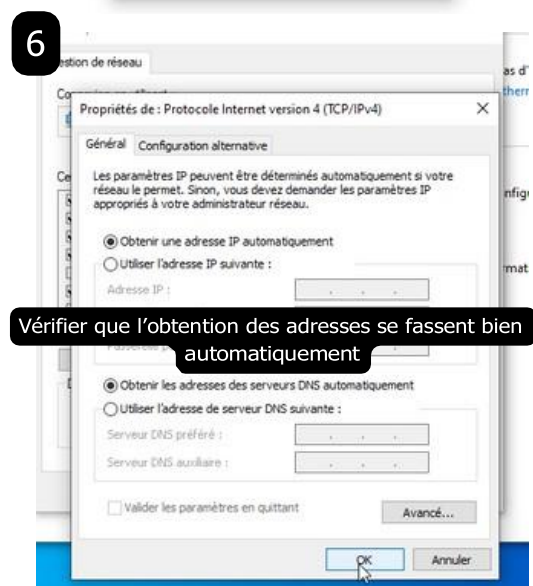 6
estion de réseau
as d'
Propriétés de : Protocole Internet version 4 (TCP/IPv4)
Général Configuration alternative
Les paramètres IP peuvent être déterminés automatiquement si votre
réseau le permet. Sinon, vous devez demander les paramètres IP
appropriés à votre administrateur réseau.
Obtenir une adresse IP automatiquement
Utiliser l'adresse IP suivante :
Adresse IP :
Vérifier que l'obtention des adresses se fassent bien
automatiquement
Obtenir les adresses des serveurs DNS automatiquement
Utiliser l'adresse de serveur DNS suivante :
Serveur DNS préféré :
Serveur DNS auxiliaire :
Valider les paramètres en quittant
Avancé...
OK Annuler